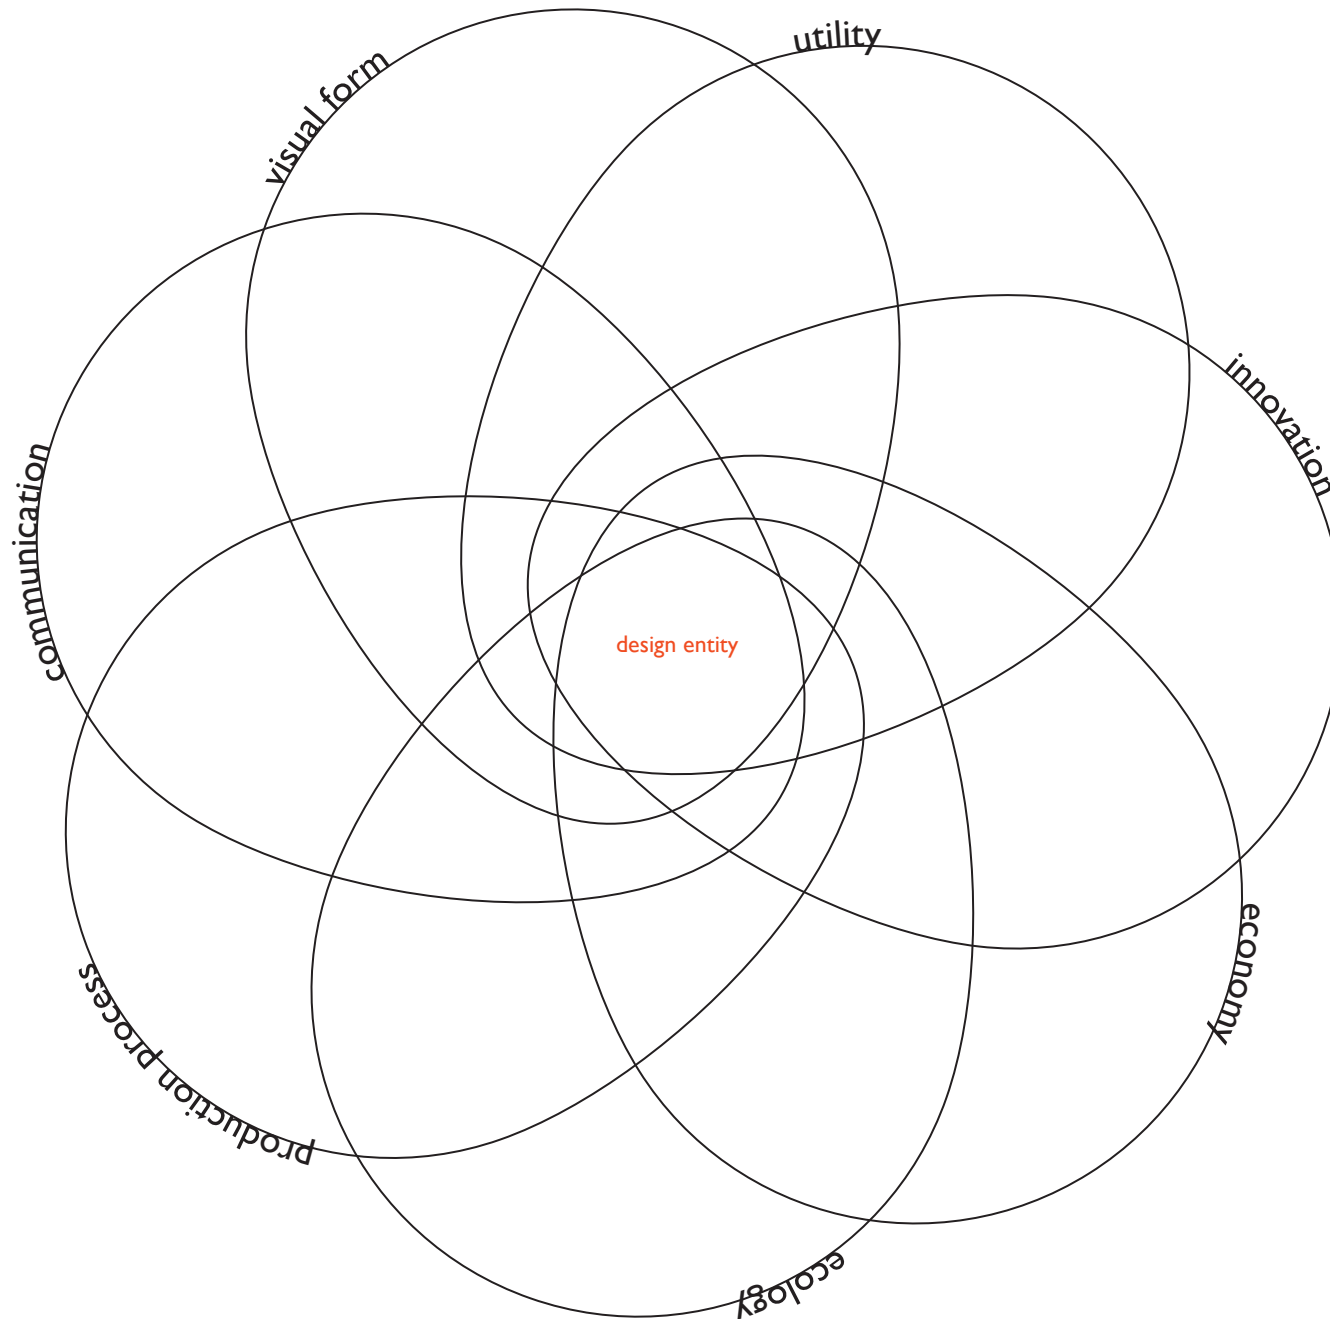 utility
visual form
innovation
communication
design entity
economy
production process
ecology